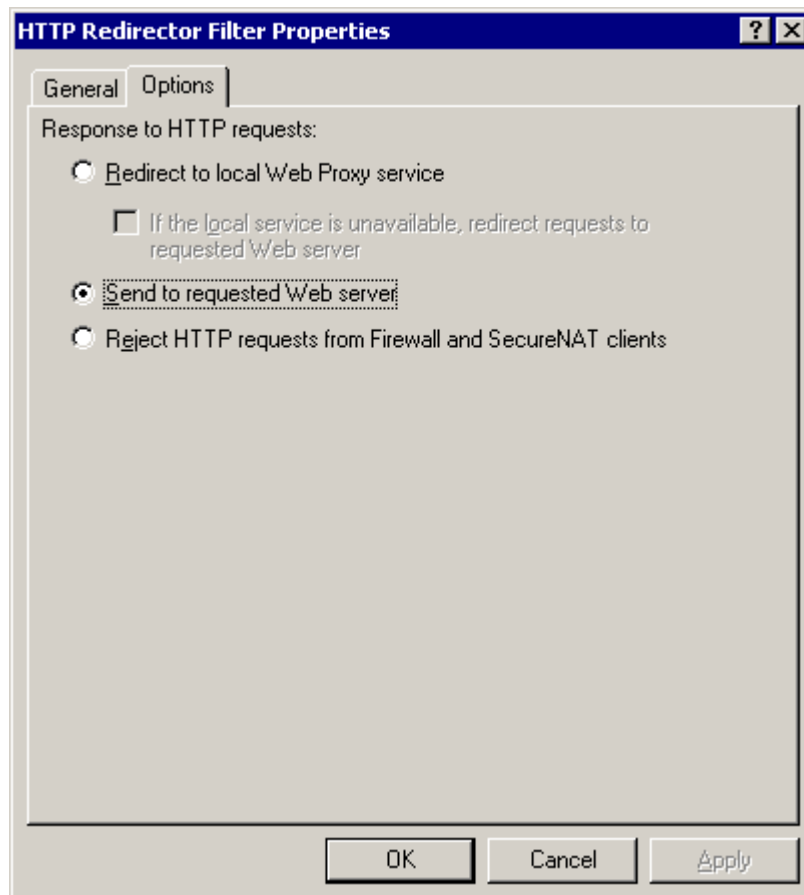 HTTP Redirector Filter Properties
General Options
Response to HTTP requests:
Redirect to local Web Proxy service
If the local service is unavailable, redirect requests to
requested Web server
Send to requested Web server
Reject HTTP requests from Firewall and SecureNAT clients
OK Cancel Apply